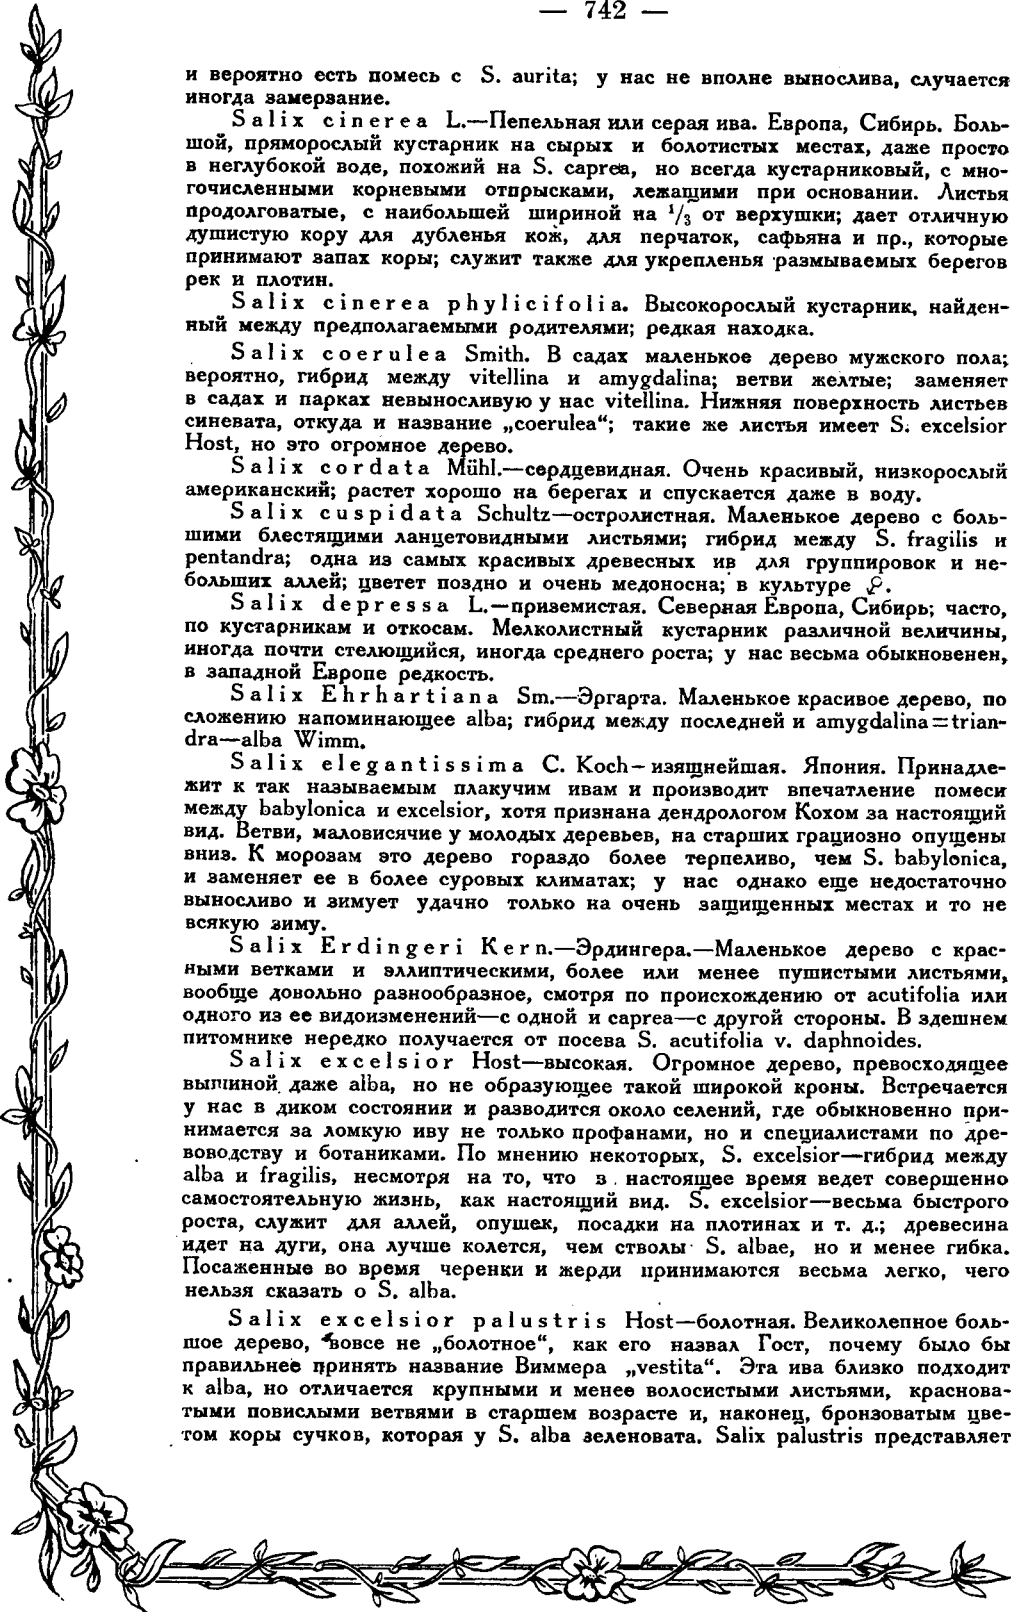 — 742 —
и вероятно есть помесь с S. aurita; у нас не вполне вынослива, случается
иногда замерзание.
Salix cinerea L.—Пепельная или серая ива. Европа, Сибирь. Боль-
шой, пряморослый кустарник на сырых и болотистых местах, даже просто
в неглубокой воде, похожий на S. caprea, но всегда кустарниковый, с мно-
гочисленными корневыми отпрысками, лежащими при основании. Листья
продолговатые, с наибольшей шириной на 1/3 от верхушки; дает отличную
душистую кору для дубленья кож, для перчаток, сафьяна и пр., которые
принимают запах коры; служит также для укрепленья размываемых берегов
рек и плотин.
Salix cinerea phylicifolia. Высокорослый кустарник, найден-
ный между предполагаемыми родителями; редкая находка.
Salix coerulea Smith. В садах маленькое дерево мужского пола;
вероятно, гибрид между vitellina и amygdalina; ветви желтые; заменяет
в садах и парках невыносливую у нас vitellina. Нижняя поверхность листьев
синевата, откуда и название „coerulea“; такие же листья имеет S. excelsior
Host, но это огромное дерево.
Salix cordata Mühl.—сердцевидная. Очень красивый, низкорослый
американский; растет хорошо на берегах и спускается даже в воду.
Salix cuspidata Schultz—остролистная. Маленькое дерево с боль-
шими блестящими ланцетовидными листьями; гибрид между S. fragilis и
pentandra; одна из самых красивых древесных ив для группировок и не-
больших аллей; цветет поздно и очень медоносна; в культуре
Salix depressa L.—приземистая. Северная Европа, Сибирь; часто,
по кустарникам и откосам. Мелколистный кустарник различной величины,
иногда почти стелющийся, иногда среднего роста; у нас весьма обыкновенен,
в западной Европе редкость.
Salix Ehrhartiana Sm.—Эргарта. Маленькое красивое дерево, по
сложению напоминающее alba; гибрид между последней и amygdalina=trian-
dra—alba Wimm.
Salix elegantissima C. Koch—изящнейшая. Япония. Принадле-
жит к так называемым плакучим ивам и производит впечатление помеси
между babylonica и excelsior, хотя признана дендрологом Кохом за настоящий
вид. Ветви, маловисячие у молодых деревьев, на старших грациозно опущены
вниз. К морозам это дерево гораздо более терпеливо, чем S. babylonica,
и заменяет ее в более суровых климатах; у нас однако еще недостаточно
выносливо и зимует удачно только на очень защищенных местах и то не
всякую зиму.
Salix Erdingeri Kern.—Эрдингера.—Маленькое дерево с крас-
ными ветками и эллиптическими, более или менее пушистыми листьями,
вообще довольно разнообразное, смотря по происхождению от acutifolia или
одного из ее видоизменений—с одной и caprea—с другой стороны. В здешнем
питомнике нередко получается от посева S. acutifolia v. daphnoides.
Salix excelsior Host—высокая. Огромное дерево, превосходящее
вышиной даже alba, но не образующее такой широкой кроны. Встречается
у нас в диком состоянии и разводится около селений, где обыкновенно при-
нимается за ломкую иву не только профанами, но и специалистами по дре-
воводству и ботаниками. По мнению некоторых, S. excelsior—гибрид между
alba и fragilis, несмотря на то, что в настоящее время ведет совершенно
самостоятельную жизнь, как настоящий вид. S. excelsior—весьма быстрого
роста, служит для аллей, опушек, посадки на плотинах и т. д.; древесина
идет на дуги, она лучше колется, чем стволы S. albae, но и менее гибка.
Посаженные во время черенки и жерди принимаются весьма легко, чего
нельзя сказать о S. alba.
Salix excelsior palustris Host—болотная. Великолепное боль-
шое дерево, вовсе не „болотное“, как его назвал Гост, почему было бы
правильнее принять название Виммера „vestita“. Эта ива близко подходит
к alba, но отличается крупными и менее волосистыми листьями, краснова-
тыми повислыми ветвями в старшем возрасте и, наконец, бронзоватым цве-
том коры сучков, которая у S. alba зеленовата. Salix palustris представляет